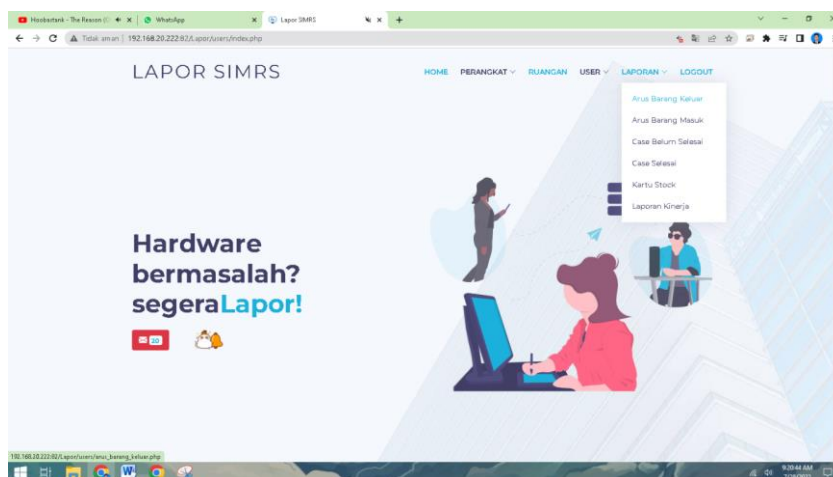 Hoobastank - The Reason (O
WhatsApp
Lapor SIMRS
Tidak aman
192.168.20.222:82/Lapor/users/index.php
LAPOR SIMRS
HOME PERANGKAT RUANGAN USER LAPORAN LOGOUT
Arus Barang Keluar
Arus Barang Masuk
Case Belum Selesai
Case Selesai
Kartu Stock
Laporan Kinerja
Hardware
bermasalah?
segeraLapor!
20
192.168.20.222:82/Lapor/users/arus_barang_keluar.php
9:20:44 AM